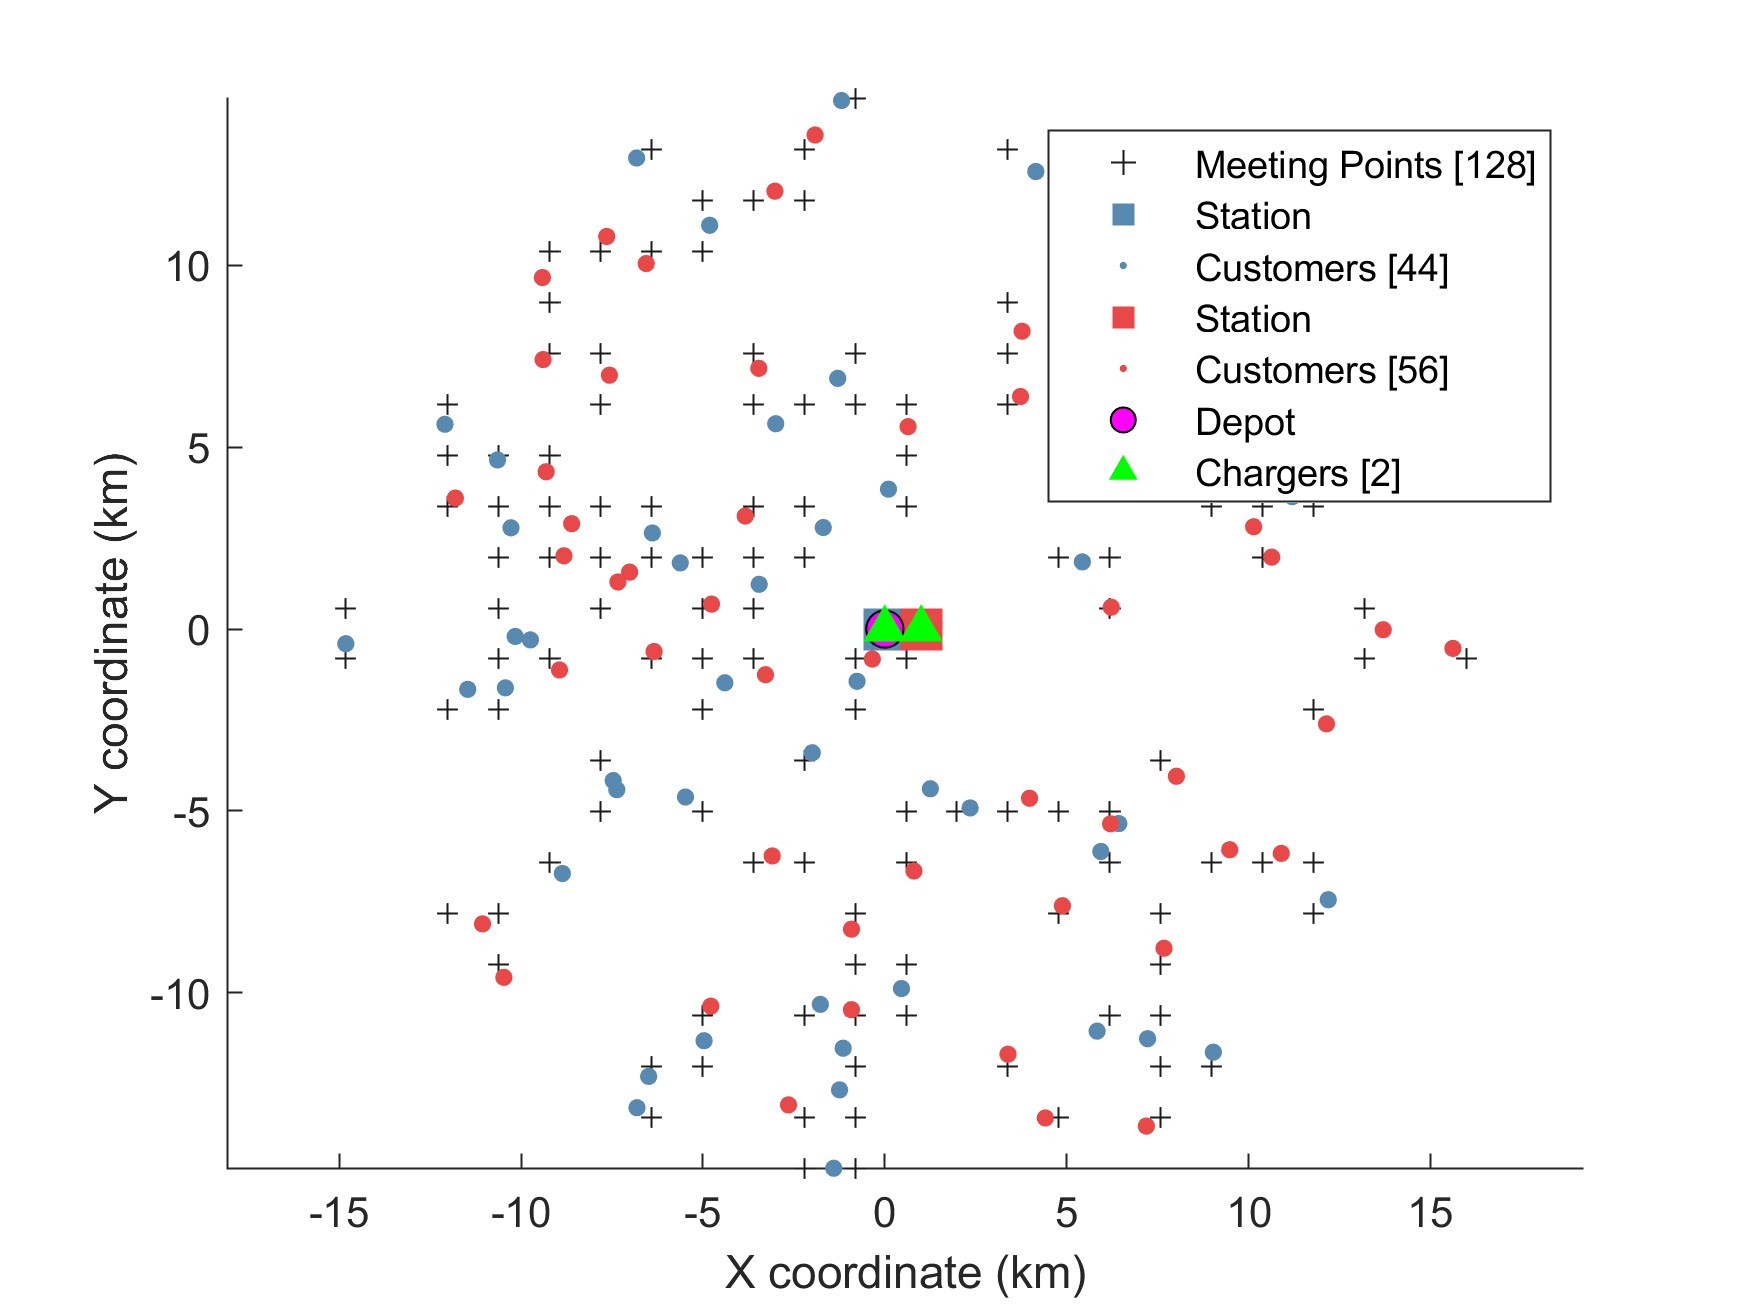 Meeting Points [128]
Station
Customers [44]
Station
Customers [56]
Depot
Chargers [2]
10
5
0
-5
-10
Y coordinate (km)
-15
-10
-5
0
5
10
15
X coordinate (km)